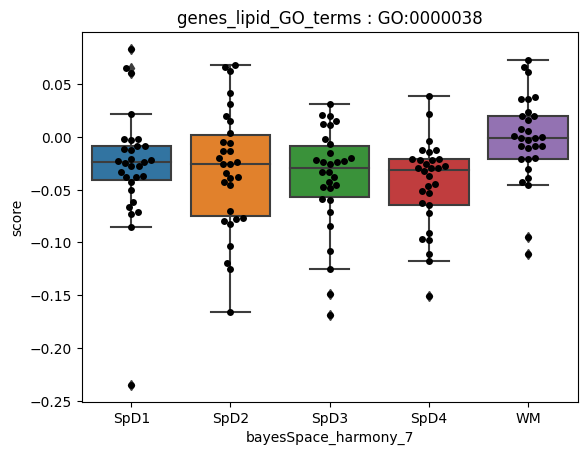 genes_lipid_GO_terms : GO:0000038
score
0.05
0.00
−0.05
−0.10
−0.15
−0.20
−0.25
SpD1 SpD2 SpD3 SpD4 WM
bayesSpace_harmony_7